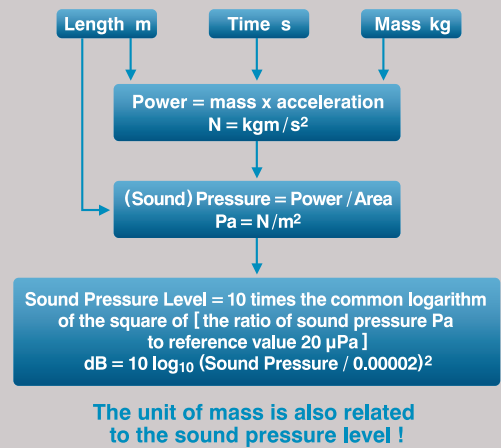 Length m
Time s
Mass kg
Power = mass x acceleration
N = kgm/s²
(Sound) Pressure = Power / Area
Pa = N/m²
Sound Pressure Level = 10 times the common logarithm
of the square of [ the ratio of sound pressure Pa
to reference value 20 µPa ]
dB = 10 log₁₀ (Sound Pressure / 0.00002)²
The unit of mass is also related
to the sound pressure level !